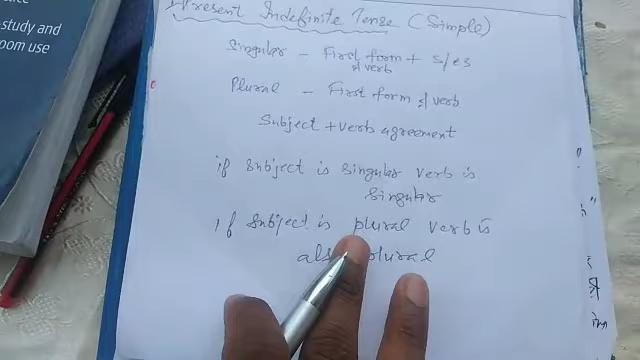 -study and
room use
Present Indefinite Tense (Simple)
Singular - First form + s/es
of verb
Plural - First form of verb
Subject + verb agreement
if subject is singular verb is
singular
if subject is plural verb is
also plural